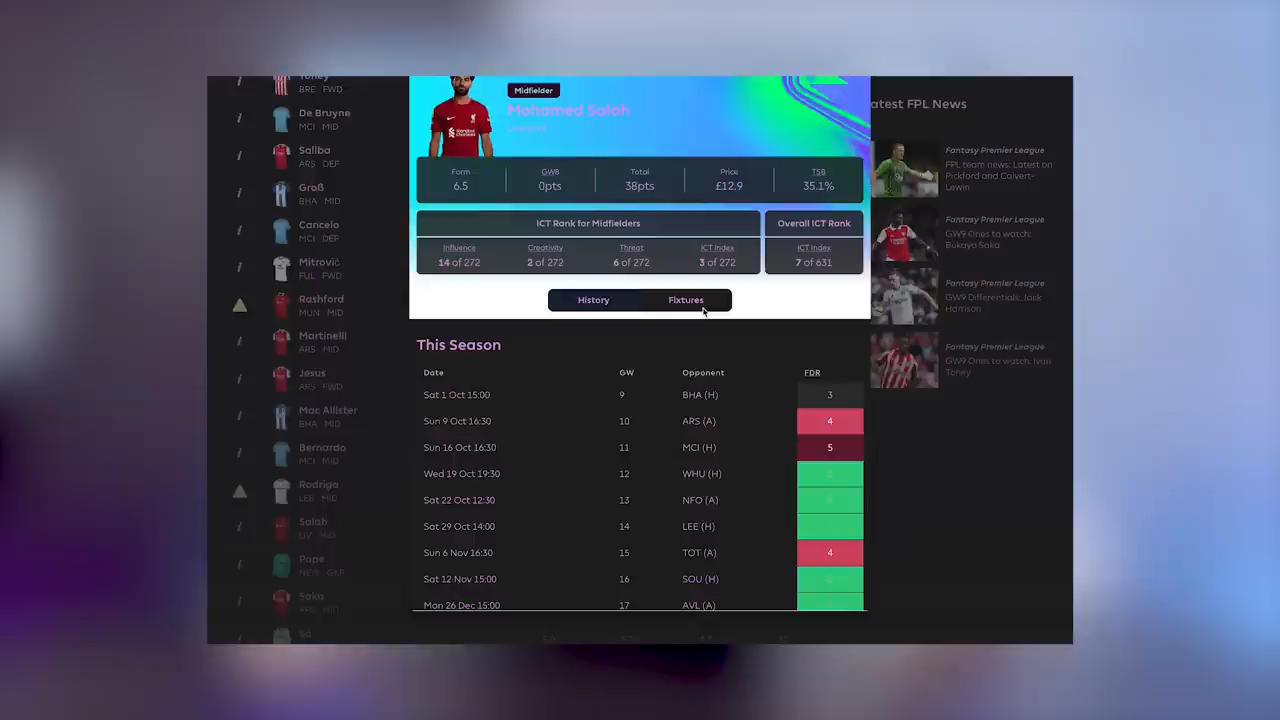 Toney
BRE FWD
De Bruyne
MCI MID
Saliba
ARS DEF
Groß
BHA MID
Cancelo
MCI DEF
Mitrović
FUL FWD
Rashford
MUN MID
Martinelli
ARS MID
Jesus
ARS FWD
Mac Allister
BHA MID
Bernardo
MCI MID
Rodrigo
LEE MID
Salah
LIV MID
Pope
NEW GKP
Saka
ARS MID
Sá
Midfielder
Mohamed Salah
Liverpool
Form
6.5
GW8
0pts
Total
38pts
Price
£12.9
TSB
35.1%
ICT Rank for Midfielders
Influence
14 of 272
Creativity
2 of 272
Threat
6 of 272
ICT Index
3 of 272
Overall ICT Rank
ICT Index
7 of 631
History Fixtures
This Season
Date GW Opponent FDR
Sat 1 Oct 15:00 9 BHA (H) 3
Sun 9 Oct 16:30 10 ARS (A) 4
Sun 16 Oct 16:30 11 MCI (H) 5
Wed 19 Oct 19:30 12 WHU (H)
Sat 22 Oct 12:30 13 NFO (A)
Sat 29 Oct 14:00 14 LEE (H)
Sun 6 Nov 16:30 15 TOT (A) 4
Sat 12 Nov 15:00 16 SOU (H)
Mon 26 Dec 15:00 17 AVL (A)
atest FPL News
Fantasy Premier League
FPL team news: Latest on
Pickford and Calvert-
Lewin
Fantasy Premier League
GW9 Ones to watch:
Bukayo Saka
Fantasy Premier League
GW9 Differentials: Jack
Harrison
Fantasy Premier League
GW9 Ones to watch: Ivan
Toney